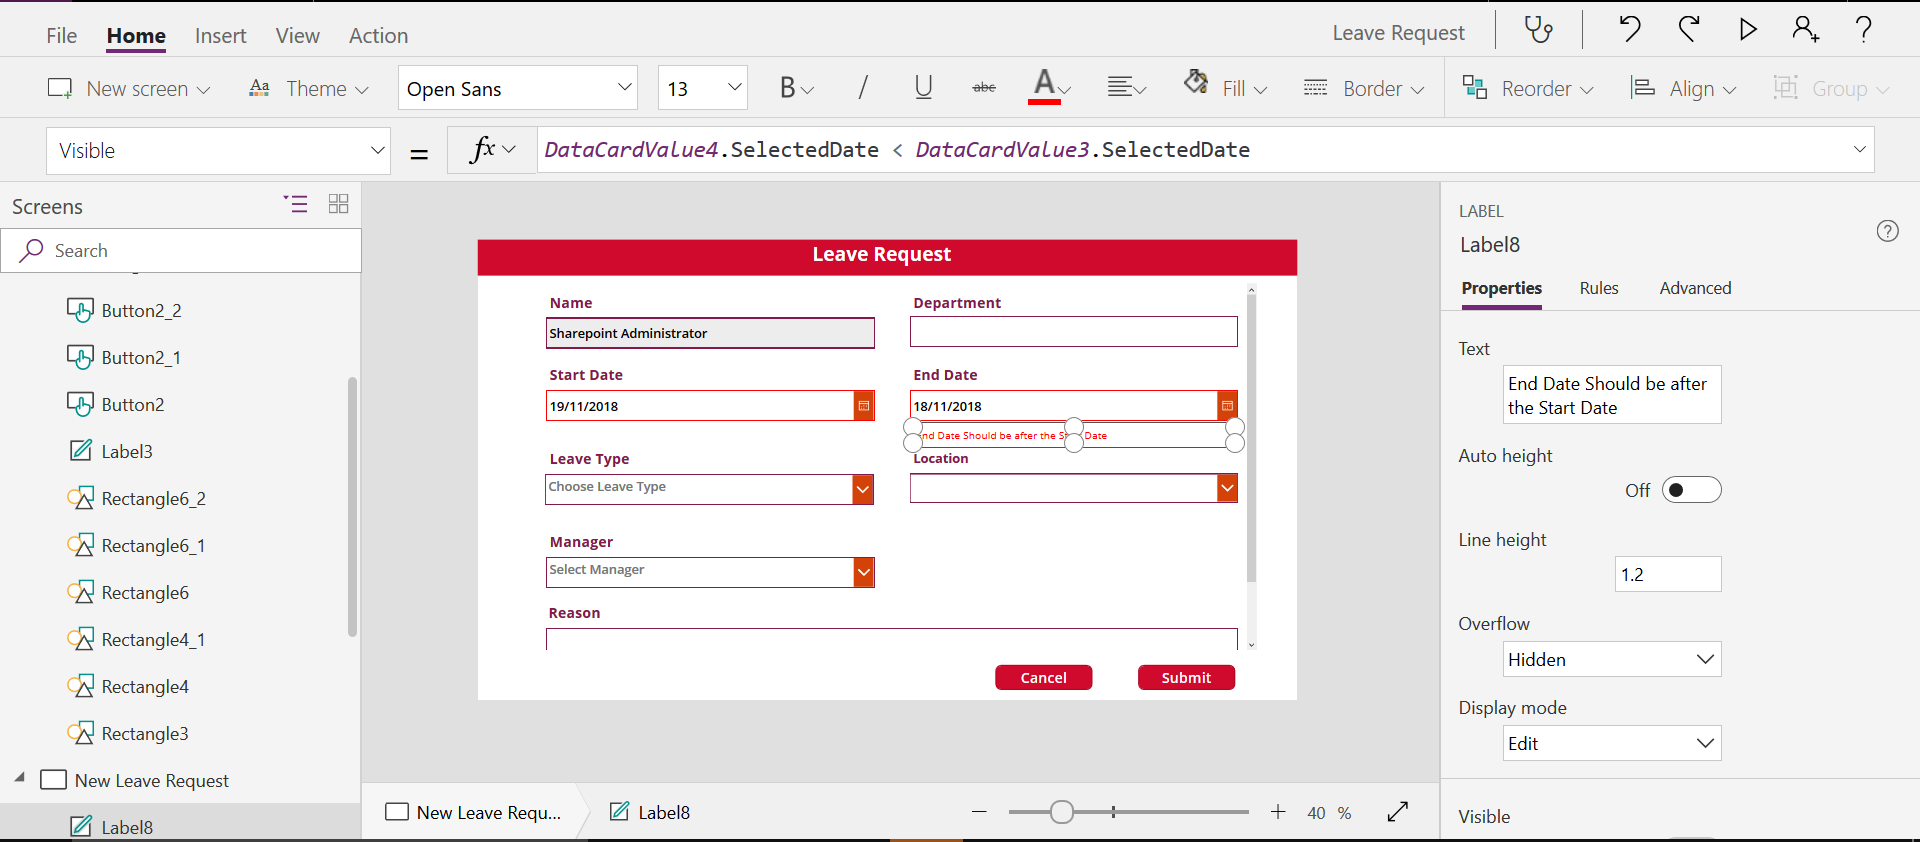 File Home Insert View Action Leave Request
New screen Theme Open Sans 13 B / U abc A Fill Border Reorder Align Group
Visible = fx DataCardValue4.SelectedDate < DataCardValue3.SelectedDate
Screens
Search
Button2_2
Button2_1
Button2
Label3
Rectangle6_2
Rectangle6_1
Rectangle6
Rectangle4_1
Rectangle4
Rectangle3
New Leave Request
Label8
Leave Request
Name Department
Sharepoint Administrator
Start Date End Date
19/11/2018 18/11/2018
Date Should be after the Date
Leave Type Location
Choose Leave Type
Manager
Select Manager
Reason
Cancel Submit
New Leave Requ... Label8 40 %
LABEL
Label8
Properties Rules Advanced
Text
End Date Should be after
the Start Date
Auto height
Off
Line height
1.2
Overflow
Hidden
Display mode
Edit
Visible